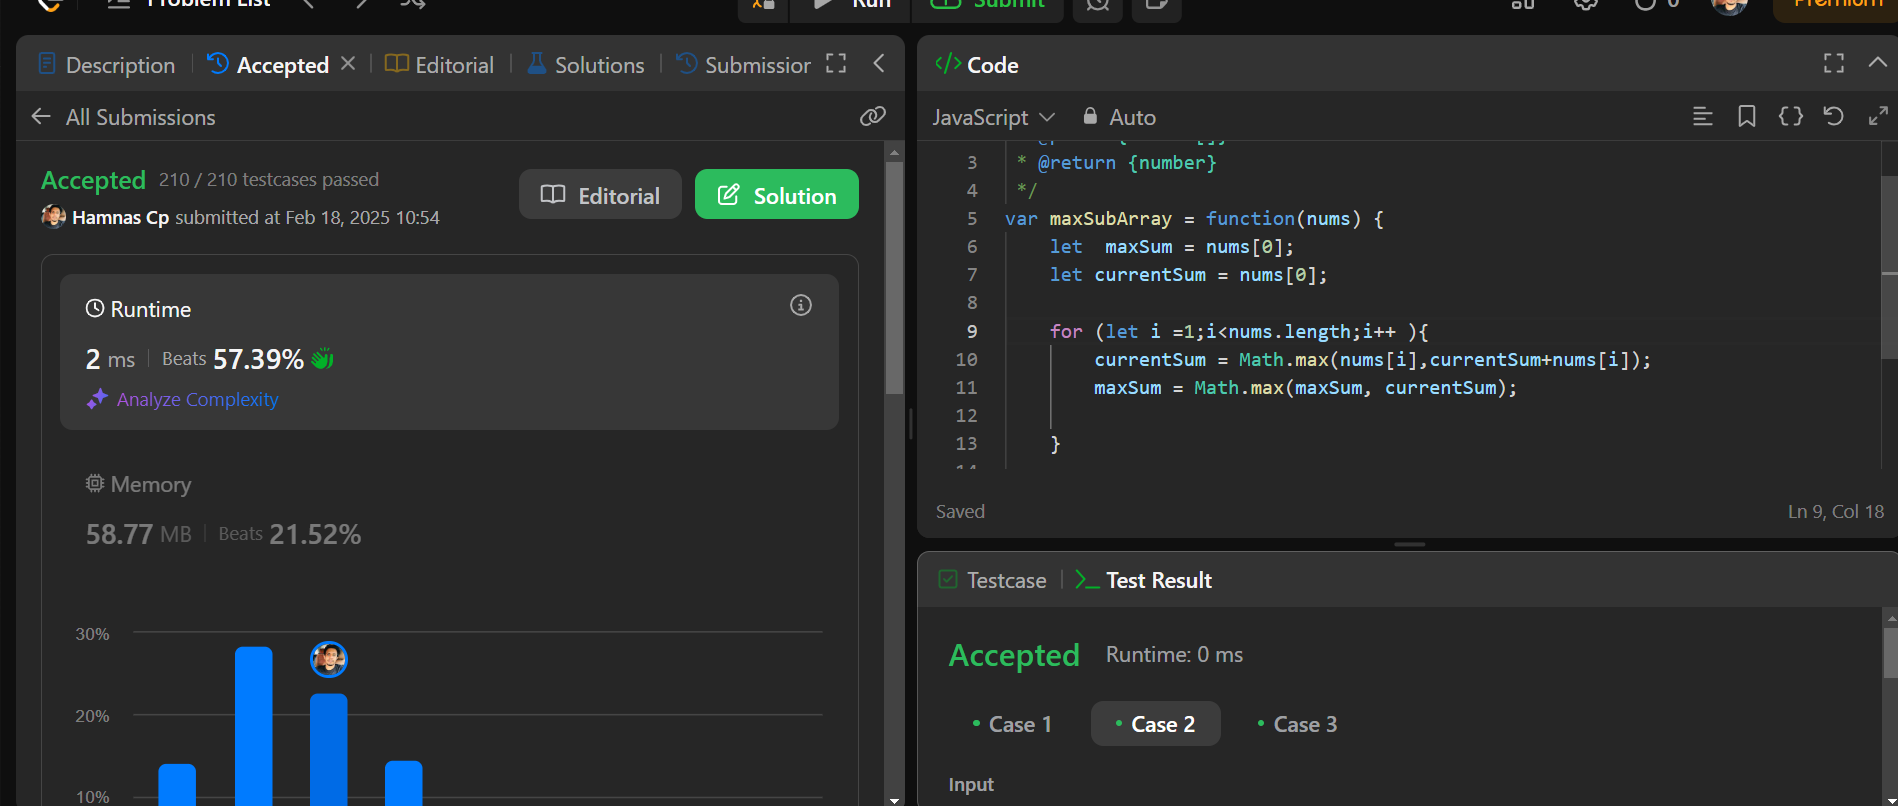 Problem List
Run
Submit
0
Premium
Description
Accepted
Editorial
Solutions
Submission
All Submissions
Accepted 210 / 210 testcases passed
Hamnas Cp submitted at Feb 18, 2025 10:54
Editorial
Solution
Runtime
2 ms | Beats 57.39%
Analyze Complexity
Memory
58.77 MB | Beats 21.52%
30%
20%
10%
</> Code
JavaScript
Auto
3 * @return {number}
4 */
5 var maxSubArray = function(nums) {
6 let  maxSum = nums[0];
7 let currentSum = nums[0];
8
9 for (let i =1;i<nums.length;i++ ){
10 currentSum = Math.max(nums[i],currentSum+nums[i]);
11 maxSum = Math.max(maxSum, currentSum);
12
13 }
14
Saved
Ln 9, Col 18
Testcase
Test Result
Accepted Runtime: 0 ms
• Case 1
• Case 2
• Case 3
Input